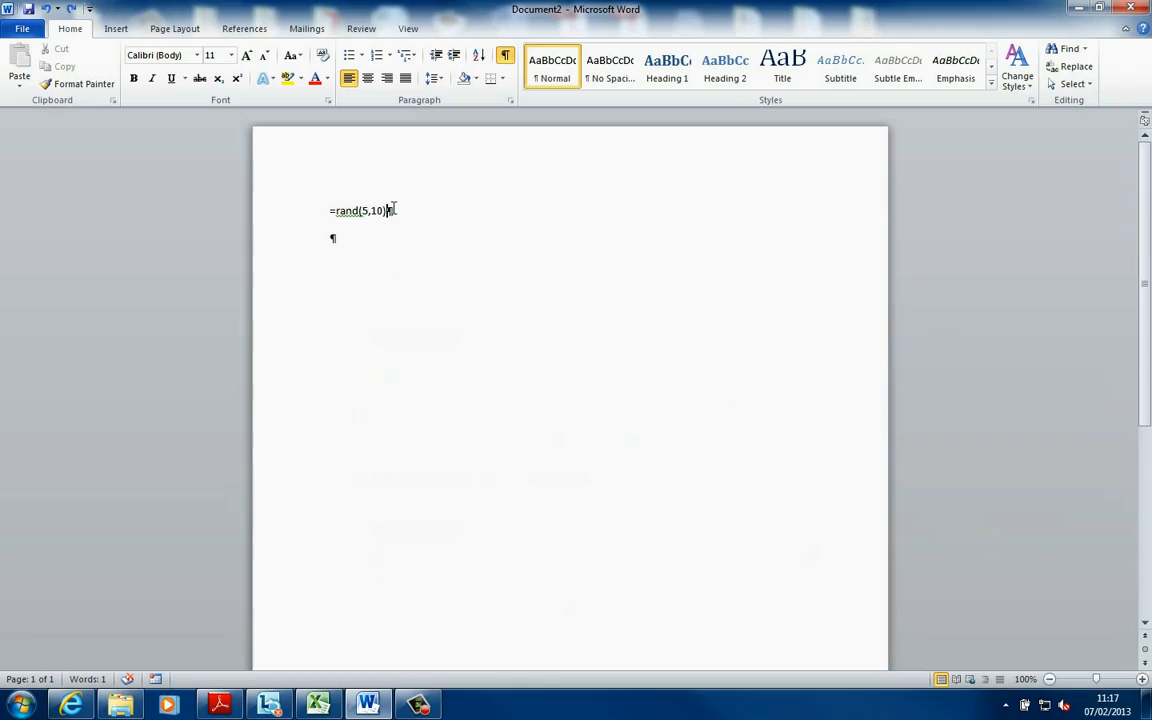 Document2 - Microsoft Word
File Home Insert Page Layout References Mailings Review View
Paste
Cut
Copy
Format Painter
Clipboard
Calibri (Body) 11
Font
Paragraph
AaBbCcDc AaBbCcDc AaBbC( AaBbCc AaB AaBbCc. AaBbCcDc AaBbCcDc
¶ Normal ¶ No Spaci... Heading 1 Heading 2 Title Subtitle Subtle Em... Emphasis
Change
Styles
Styles
Find
Replace
Select
Editing
=rand(5,10)¶
¶
Page: 1 of 1 Words: 1 100%
11:17
07/02/2013